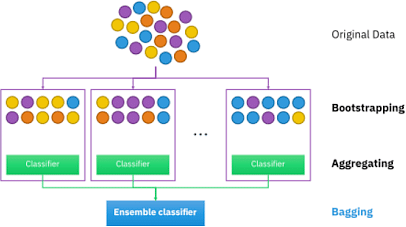 Original Data
Bootstrapping
...
Classifier Classifier Classifier Aggregating
Ensemble classifier Bagging